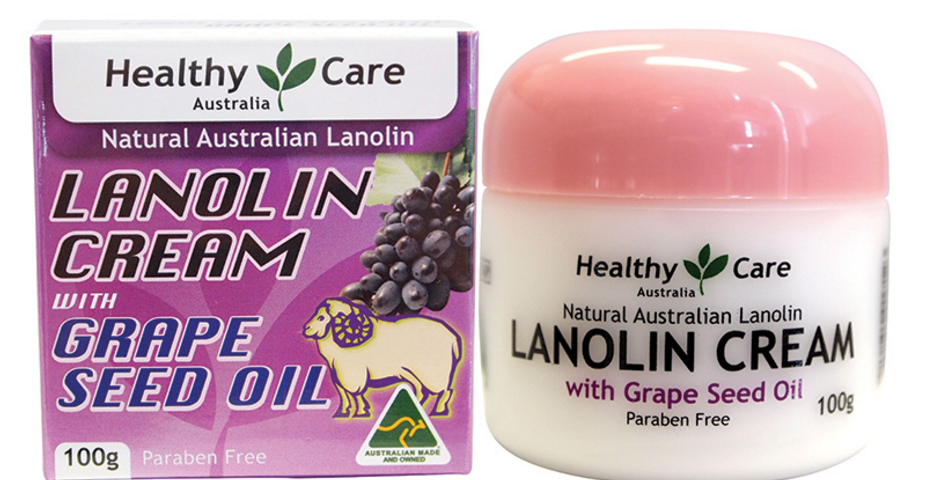 Healthy Care
Australia
Natural Australian Lanolin
LANOLIN
CREAM
WITH
GRAPE
SEED OIL
AUSTRALIAN MADE
AND OWNED
100g Paraben Free
Healthy Care
Australia
Natural Australian Lanolin
LANOLIN CREAM
with Grape Seed Oil
100g
Paraben Free